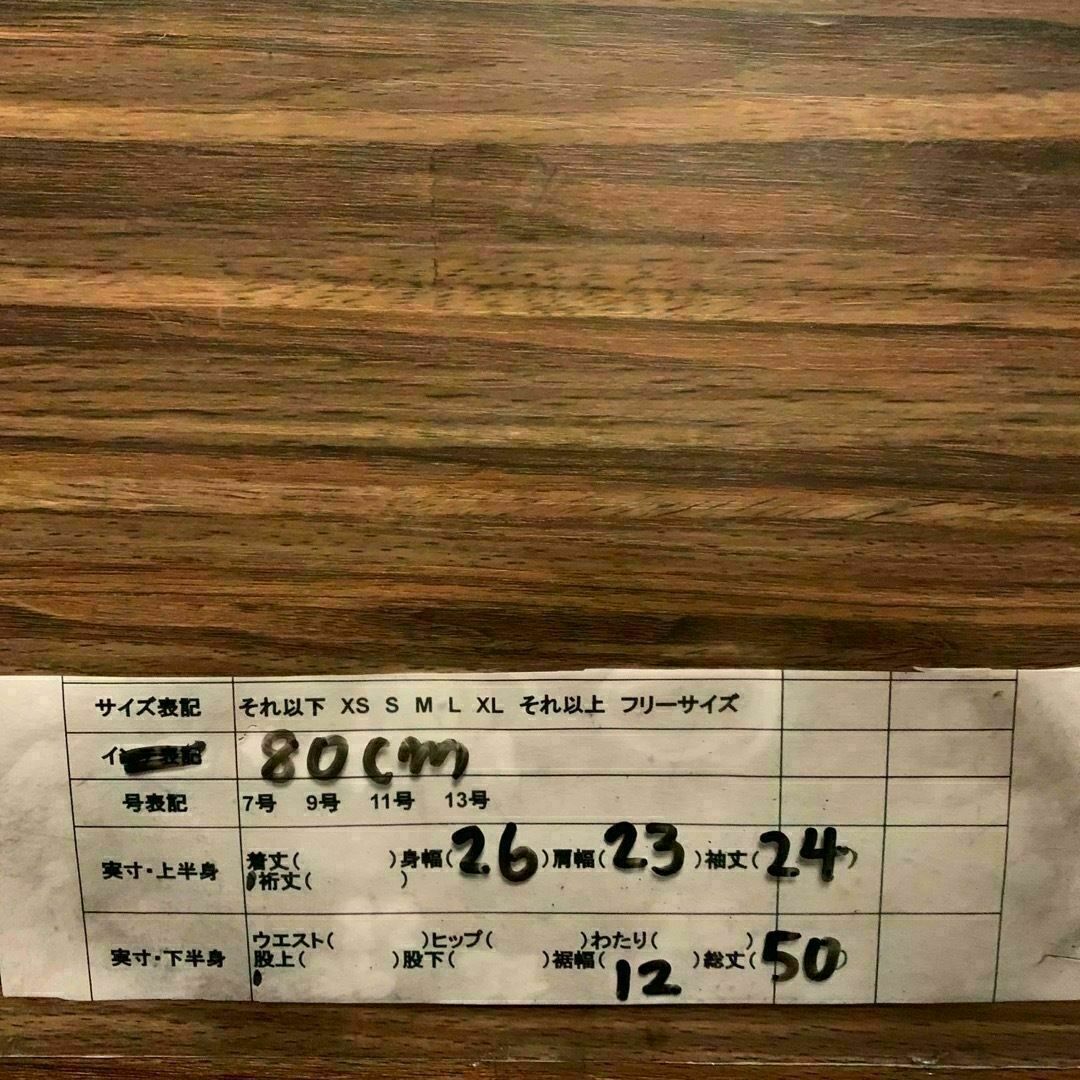 サイズ表記 それ以下 XS S M L XL それ以上 フリーサイズ
表記 80cm
号表記 7号 9号 11号 13号
実寸・上半身 着丈( )身幅(26)肩幅(23)袖丈(24)
裄丈( )
実寸・下半身 ウエスト( )ヒップ( )わたり( )
股上( )股下( )裾幅(12)総丈(50)